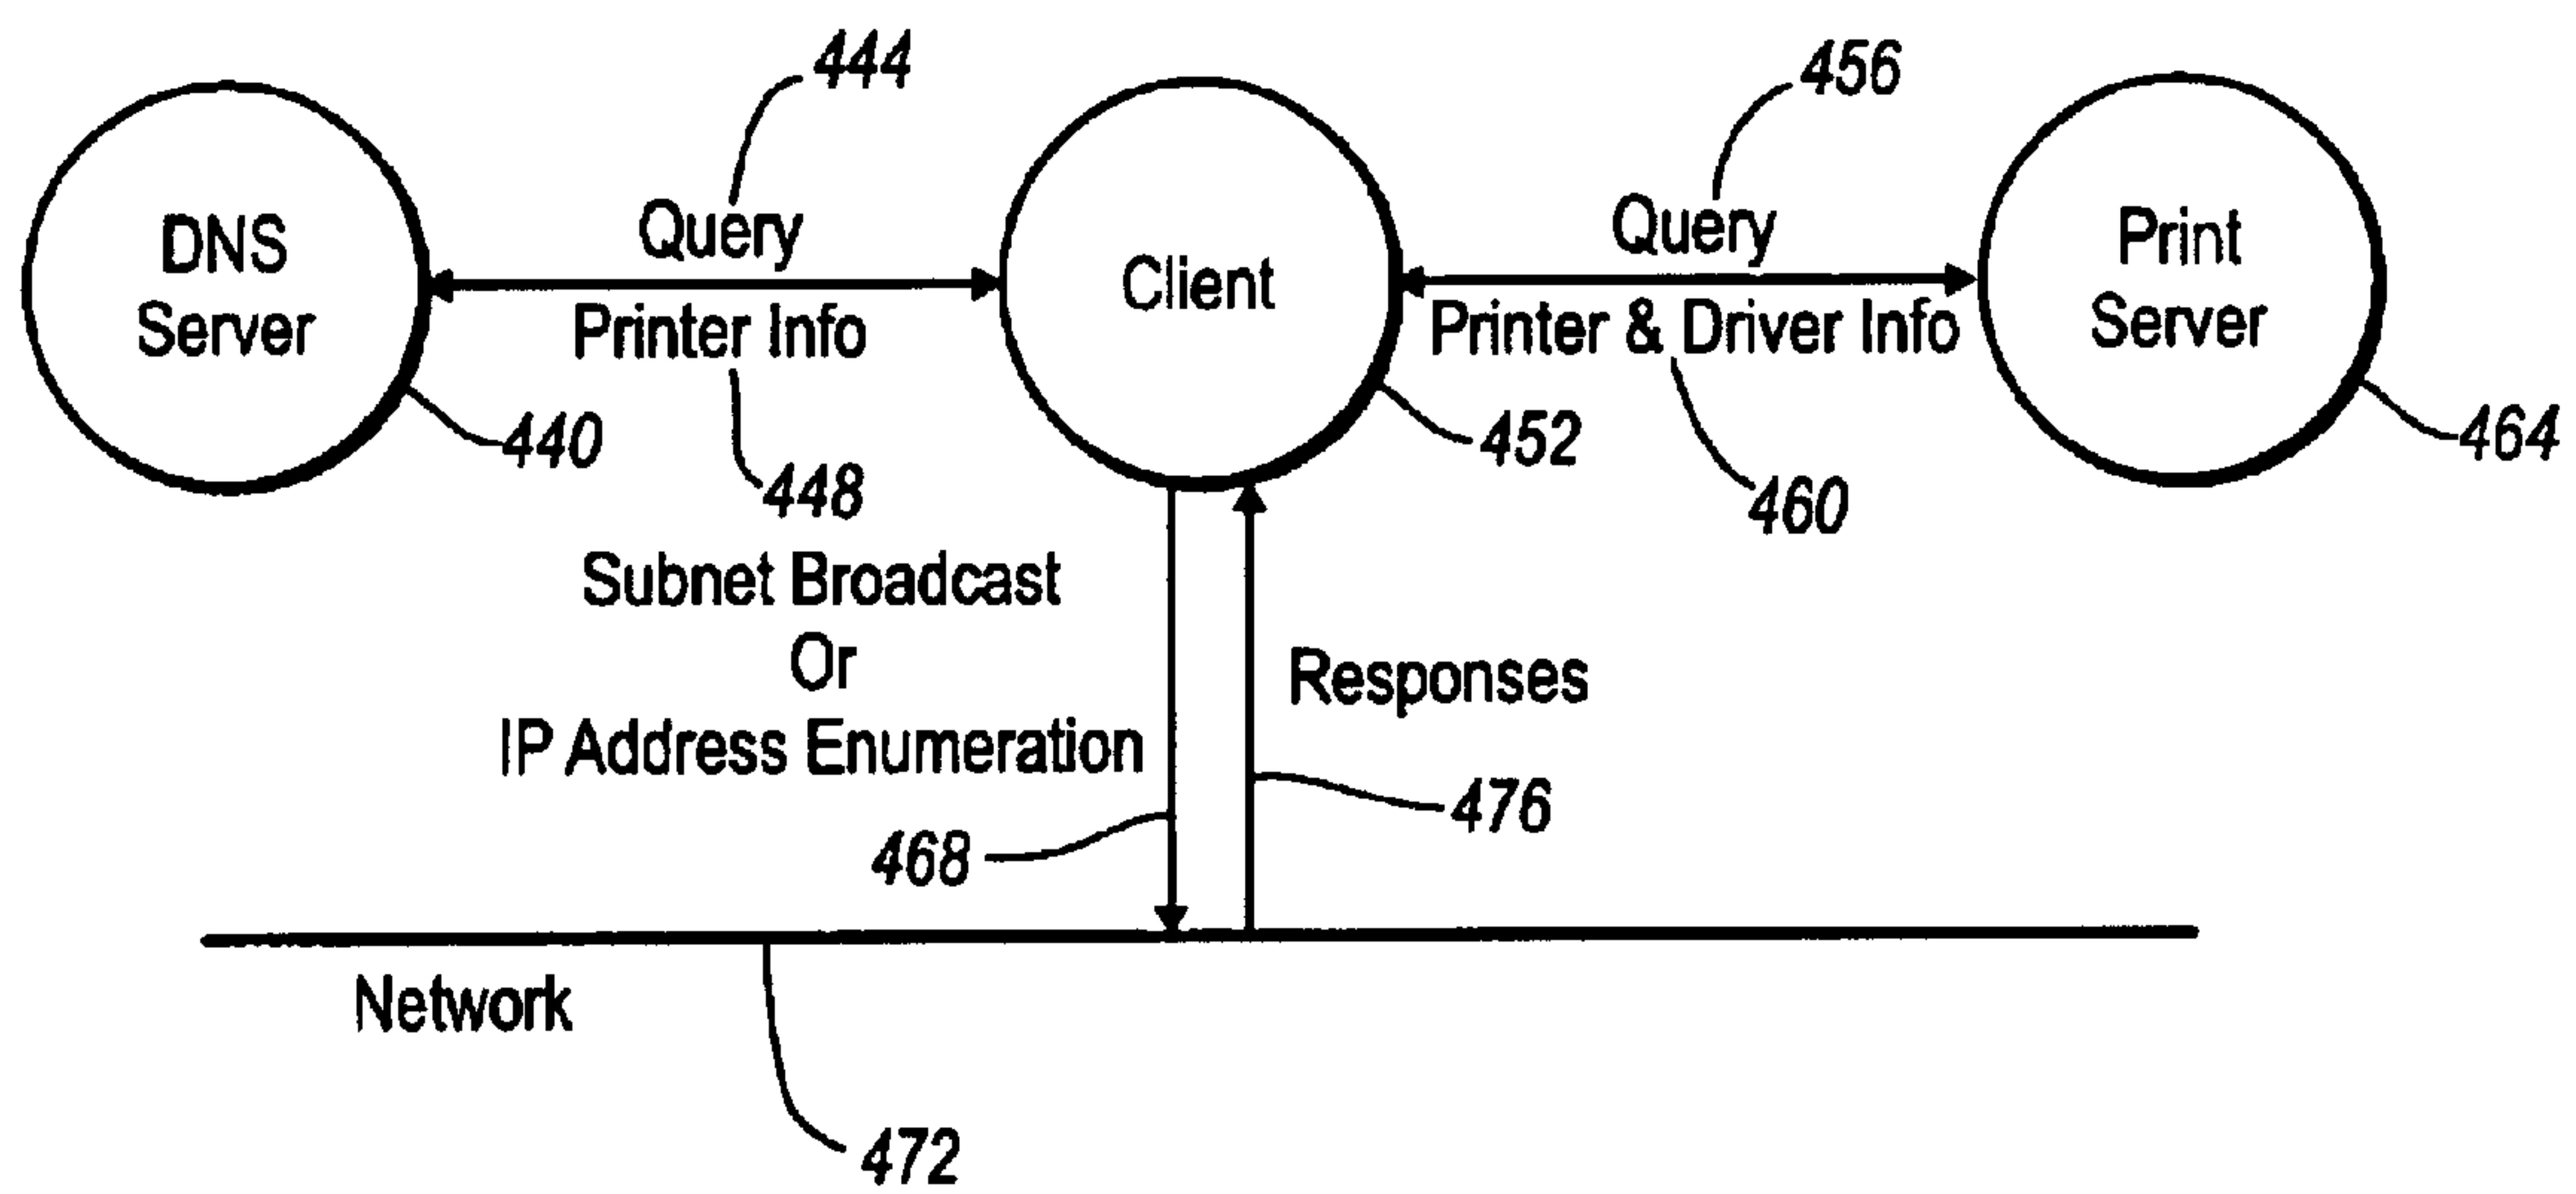 444
456
DNS
Server
Query
Printer Info
Client
Query
Printer & Driver Info
Print
Server
440
448
452
460
464
Subnet Broadcast
Or
IP Address Enumeration
Responses
468
476
Network
472